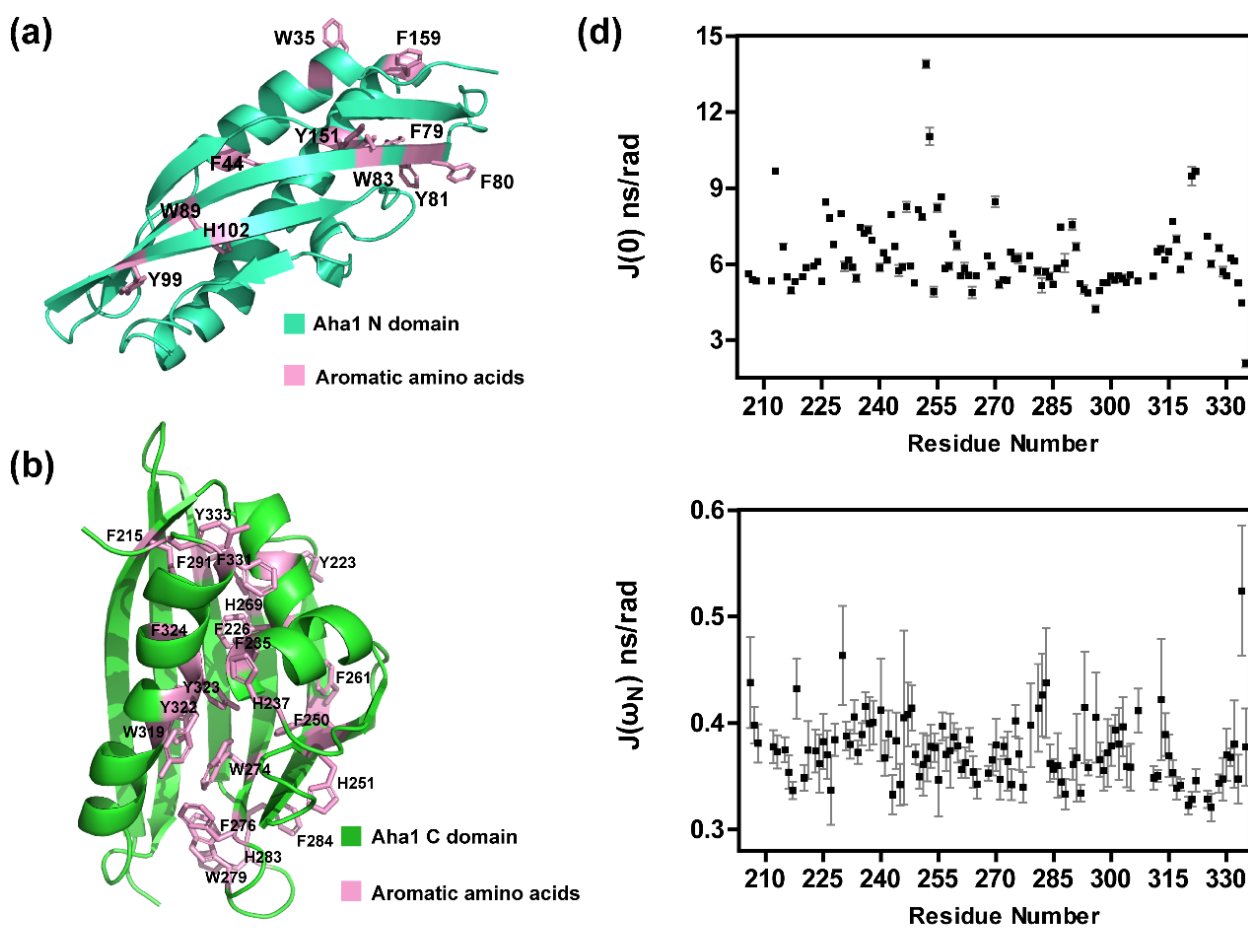 (a)
W35
F159
Y151
F79
F44
W83
Y81
F80
W89
H102
Y99
Aha1 N domain
Aromatic amino acids
(b)
Y333
F215
F291
F331
Y223
H269
F226
F324
F235
F261
Y323
H237
Y322
F250
W319
W274
H251
F276
F284
H283
W279
Aha1 C domain
Aromatic amino acids
(d)
J(0) ns/rad
15
12
9
6
3
210 225 240 255 270 285 300 315 330
Residue Number
J(ωN) ns/rad
0.6
0.5
0.4
0.3
210 225 240 255 270 285 300 315 330
Residue Number